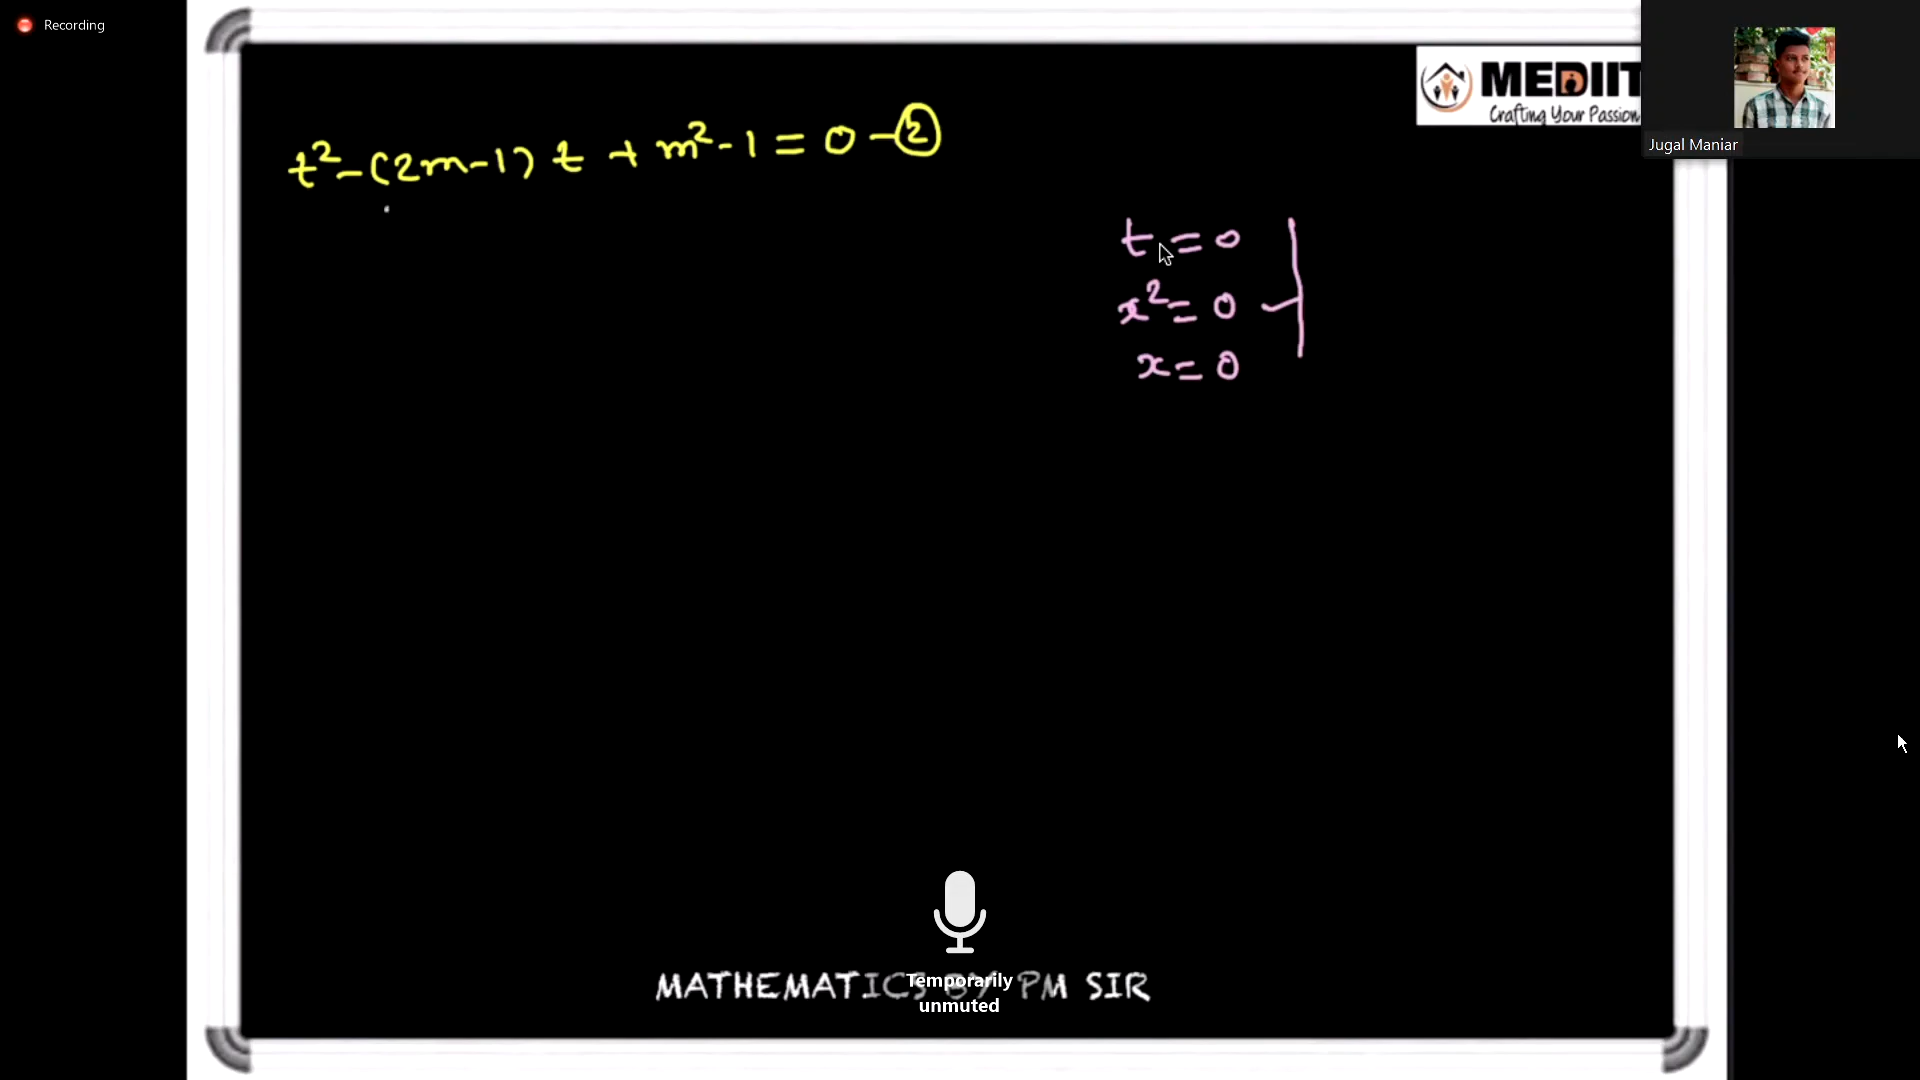 Recording
MEDIIT
Crafting Your Passion
Jugal Maniar
t² - (2m-1) t + m² - 1 = 0 - ②
t = 0
x² = 0
x = 0
MATHEMATICS BY PM SIR
Temporarily
unmuted